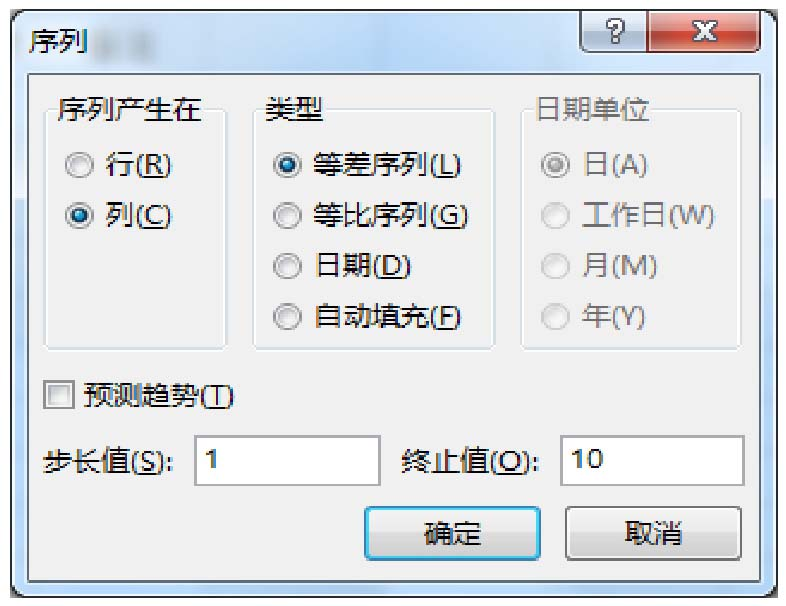 序列
序列产生在
行(R)
列(C)
类型
等差序列(L)
等比序列(G)
日期(D)
自动填充(F)
日期单位
日(A)
工作日(W)
月(M)
年(Y)
预测趋势(T)
步长值(S): 1 终止值(O): 10
确定 取消